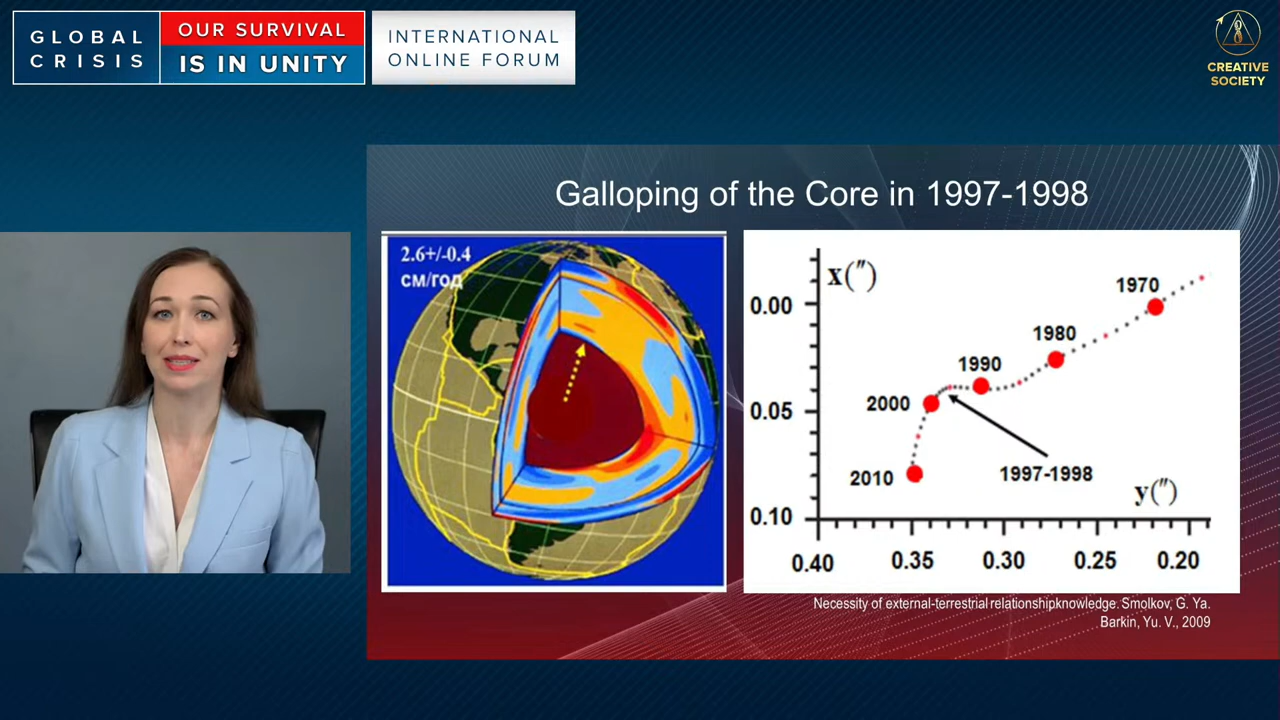 GLOBAL
CRISIS
OUR SURVIVAL
IS IN UNITY
INTERNATIONAL
ONLINE FORUM
CREATIVE
SOCIETY
Galloping of the Core in 1997-1998
2.6+/-0.4
см/год
x(″)
0.00
0.05
0.10
1970
1980
1990
2000
2010
1997-1998
y(″)
0.40 0.35 0.30 0.25 0.20
Necessity of external-terrestrial relationshipknowledge. Smolkov, G. Ya.
Barkin, Yu. V., 2009